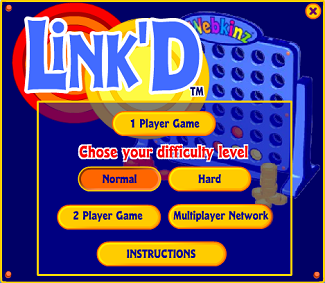 LINK'D
TM
Webkinz
1 Player Game
Chose your difficulty level
Normal Hard
2 Player Game Multiplayer Network
INSTRUCTIONS